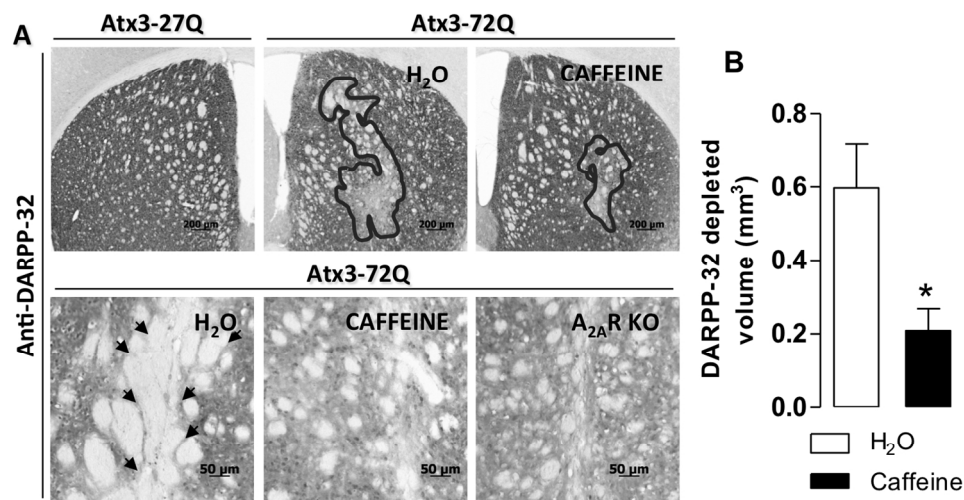 A
Atx3-27Q
Atx3-72Q
H₂O
CAFFEINE
200 µm
200 µm
200 µm
Anti-DARPP-32
Atx3-72Q
H₂O
CAFFEINE
A₂ₐR KO
50 µm
50 µm
50 µm
B
DARPP-32 depleted
volume (mm³)
0.8
0.6
0.4
0.2
0.0
*
H₂O
Caffeine